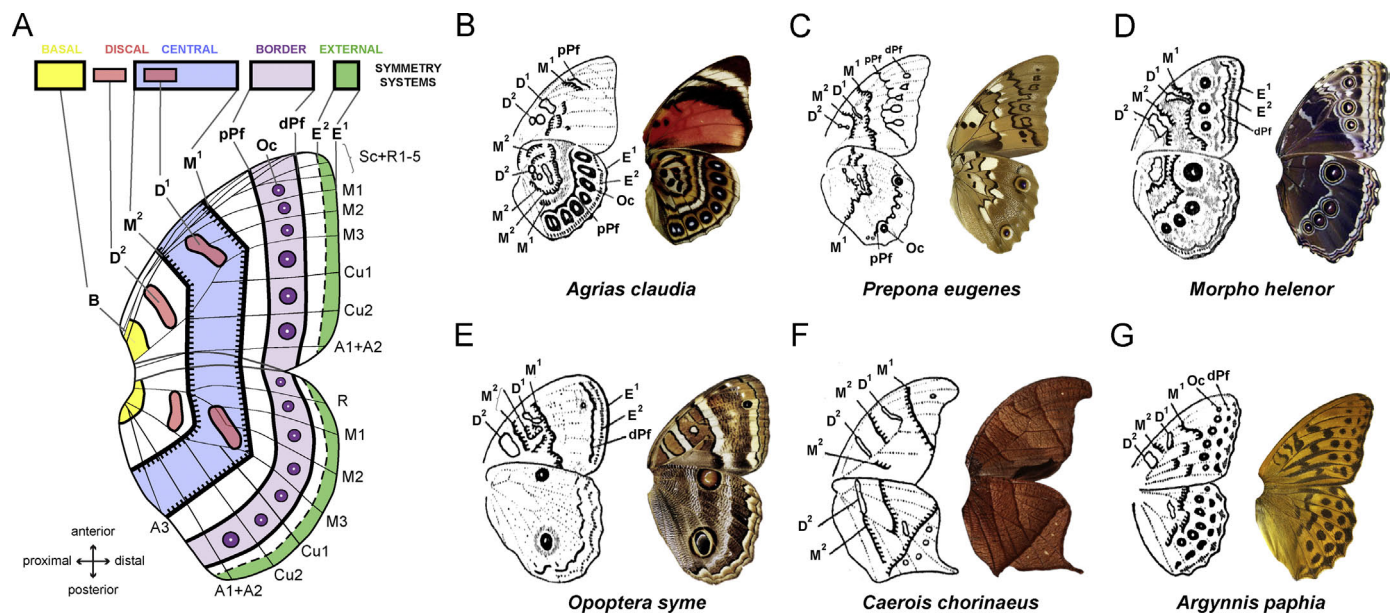 A
BASAL DISCAL CENTRAL BORDER EXTERNAL
SYMMETRY
SYSTEMS
pPf
dPf
E² E¹
Oc
Sc+R1-5
M¹
M1
D¹
M2
M²
M3
D²
Cu1
B
Cu2
A1+A2
R
M1
M2
A3
M3
anterior
proximal distal
posterior
Cu1
Cu2
A1+A2
B
pPf
M¹
D¹
D²
M²
D²
M²
M¹
E¹
E²
Oc
pPf
Agrias claudia
C
dPf
pPf
M¹
D¹
M²
D²
M¹
pPf
Oc
Prepona eugenes
D
M¹
D¹
M²
D²
E¹
E²
dPf
Morpho helenor
E
M¹
D¹
M²
D²
E¹
E²
dPf
Opoptera syme
F
M¹
D¹
M²
D²
D²
M²
Caerois chorinaeus
G
dPf
Oc
M¹
D¹
M²
D²
Argynnis paphia